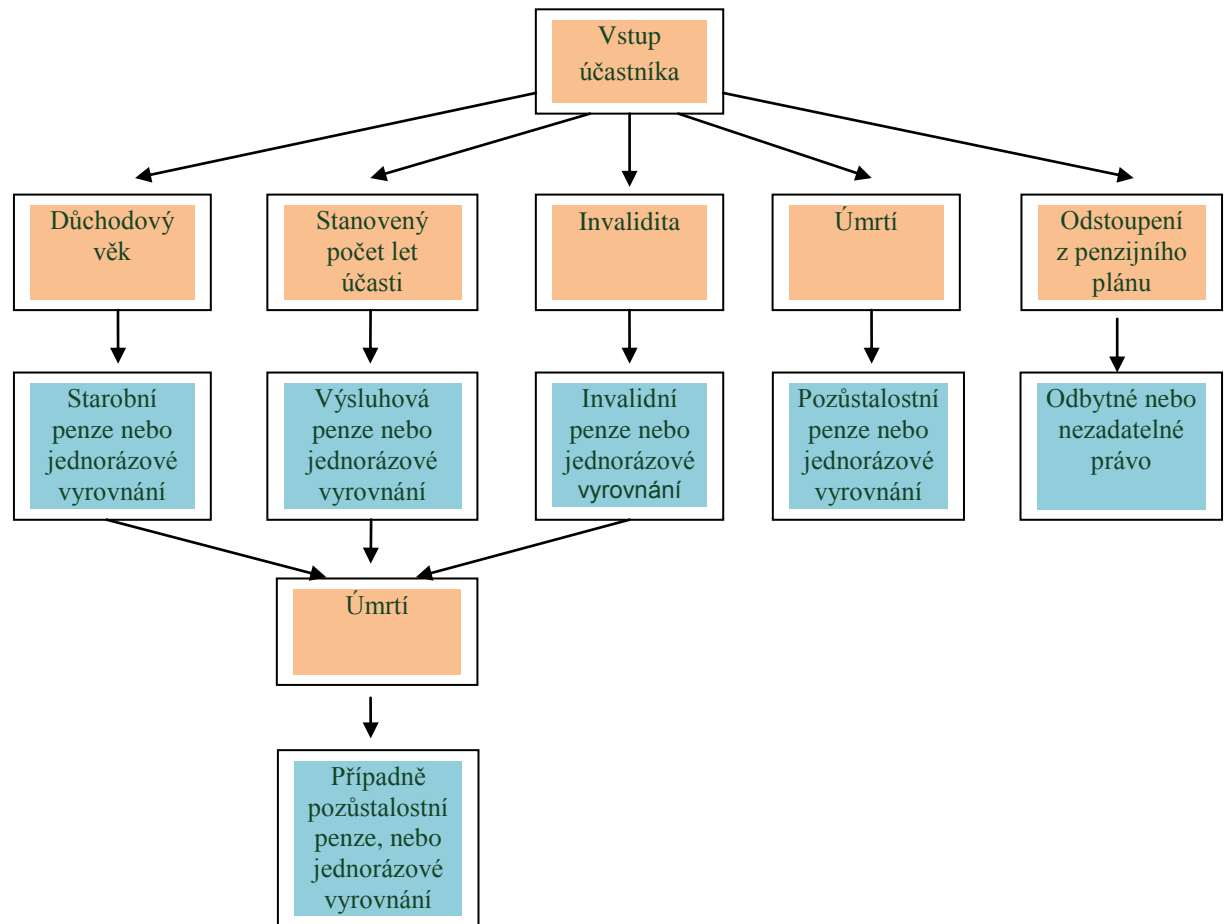 Vstup
účastníka
Důchodový
věk
Stanovený
počet let
účasti
Invalidita
Úmrtí
Odstoupení
z penzijního
plánu
Starobní
penze nebo
jednorázové
vyrovnání
Výsluhová
penze nebo
jednorázové
vyrovnání
Invalidní
penze nebo
jednorázové
vyrovnání
Pozůstalostní
penze nebo
jednorázové
vyrovnání
Odbytné nebo
nezadatelné
právo
Úmrtí
Případně
pozůstalostní
penze, nebo
jednorázové
vyrovnání